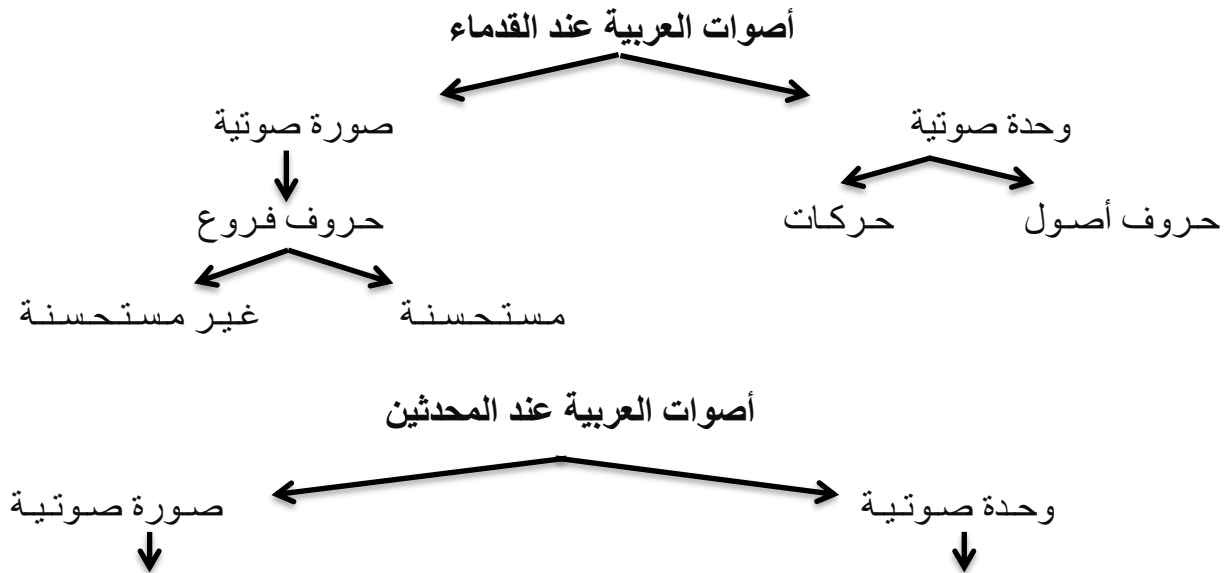 أصوات العربية عند القدماء
وحدة صوتية صورة صوتية
حروف أصول حركات حروف فروع
مستحسنة غير مستحسنة
أصوات العربية عند المحدثين
وحدة صوتية صورة صوتية